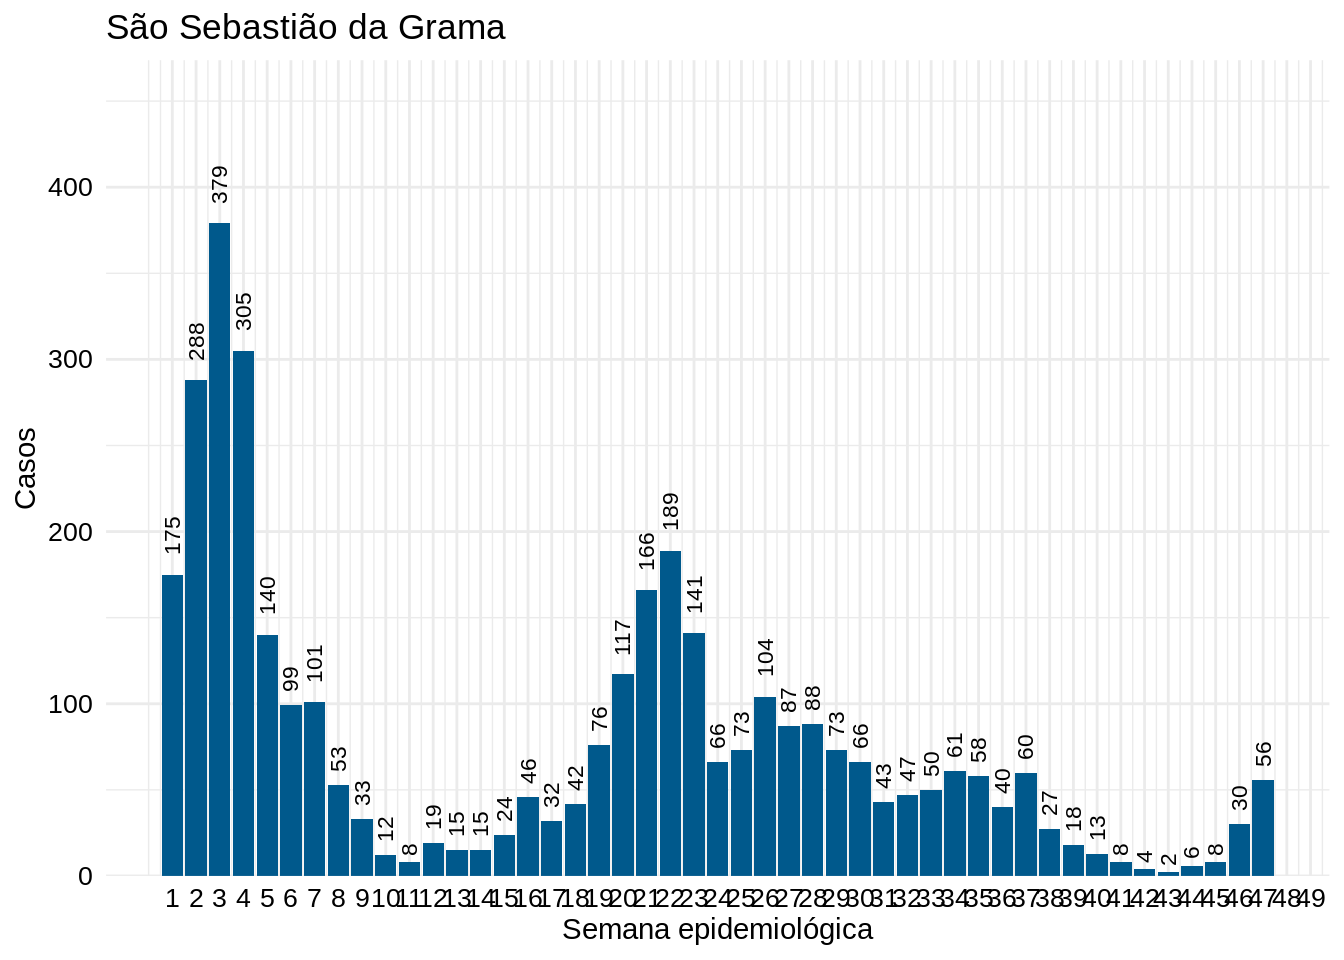 São Sebastião da Grama
Casos
400
300
200
100
0
175 288 379 305 140 99 101 53 33 12 8 19 15 15 24 46 32 42 76 117 166 189 141 66 73 104 87 88 73 66 43 47 50 61 58 40 60 27 18 13 8 4 2 6 8 30 56
1 2 3 4 5 6 7 8 9 10 11 12 13 14 15 16 17 18 19 20 21 22 23 24 25 26 27 28 29 30 31 32 33 34 35 36 37 38 39 40 41 42 43 44 45 46 47 48 49
Semana epidemiológica